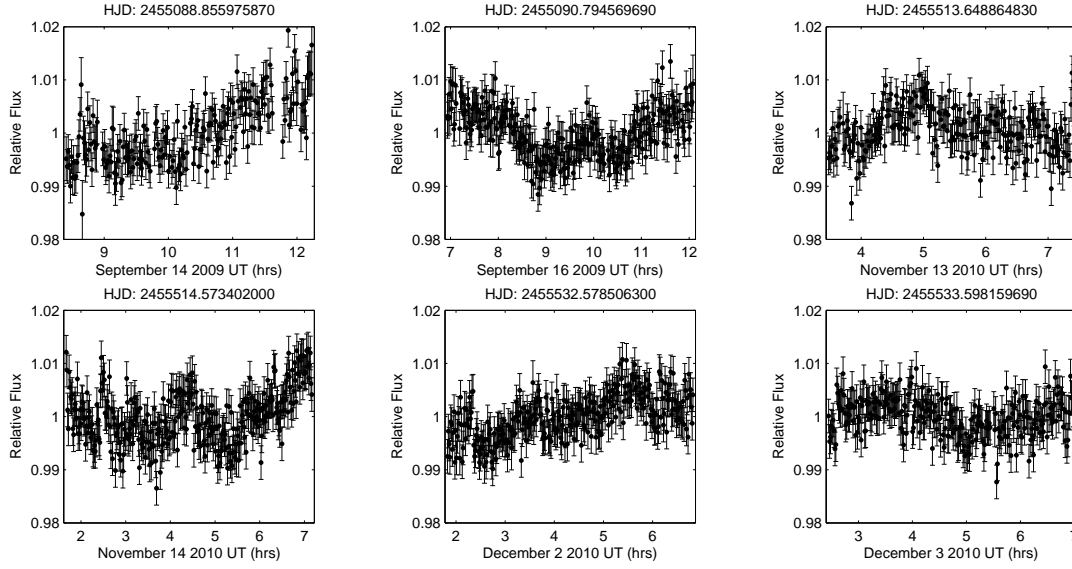 HJD: 2455088.855975870
1.02
1.01
1
0.99
0.98
Relative Flux
9 10 11 12
September 14 2009 UT (hrs)
HJD: 2455090.794569690
1.02
1.01
1
0.99
0.98
Relative Flux
7 8 9 10 11 12
September 16 2009 UT (hrs)
HJD: 2455513.648864830
1.02
1.01
1
0.99
0.98
Relative Flux
4 5 6 7
November 13 2010 UT (hrs)
HJD: 2455514.573402000
1.02
1.01
1
0.99
0.98
Relative Flux
2 3 4 5 6 7
November 14 2010 UT (hrs)
HJD: 2455532.578506300
1.02
1.01
1
0.99
0.98
Relative Flux
2 3 4 5 6
December 2 2010 UT (hrs)
HJD: 2455533.598159690
1.02
1.01
1
0.99
0.98
Relative Flux
3 4 5 6 7
December 3 2010 UT (hrs)